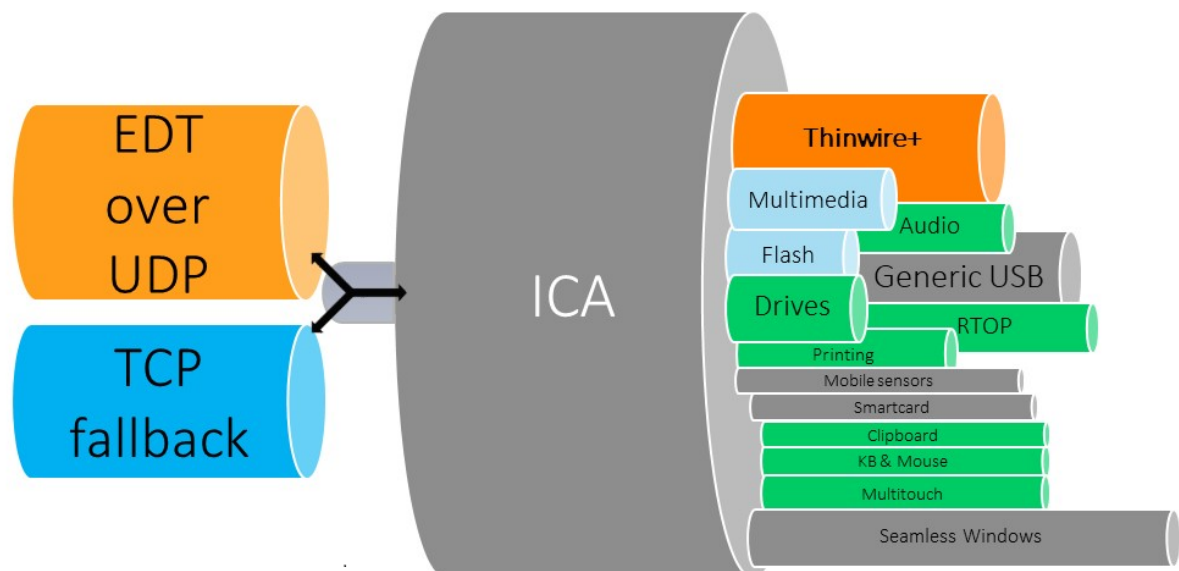 EDT
over
UDP
TCP
fallback
ICA
Thinwire+
Multimedia
Audio
Flash
Generic USB
Drives
RTOP
Printing
Mobile sensors
Smartcard
Clipboard
KB & Mouse
Multitouch
Seamless Windows